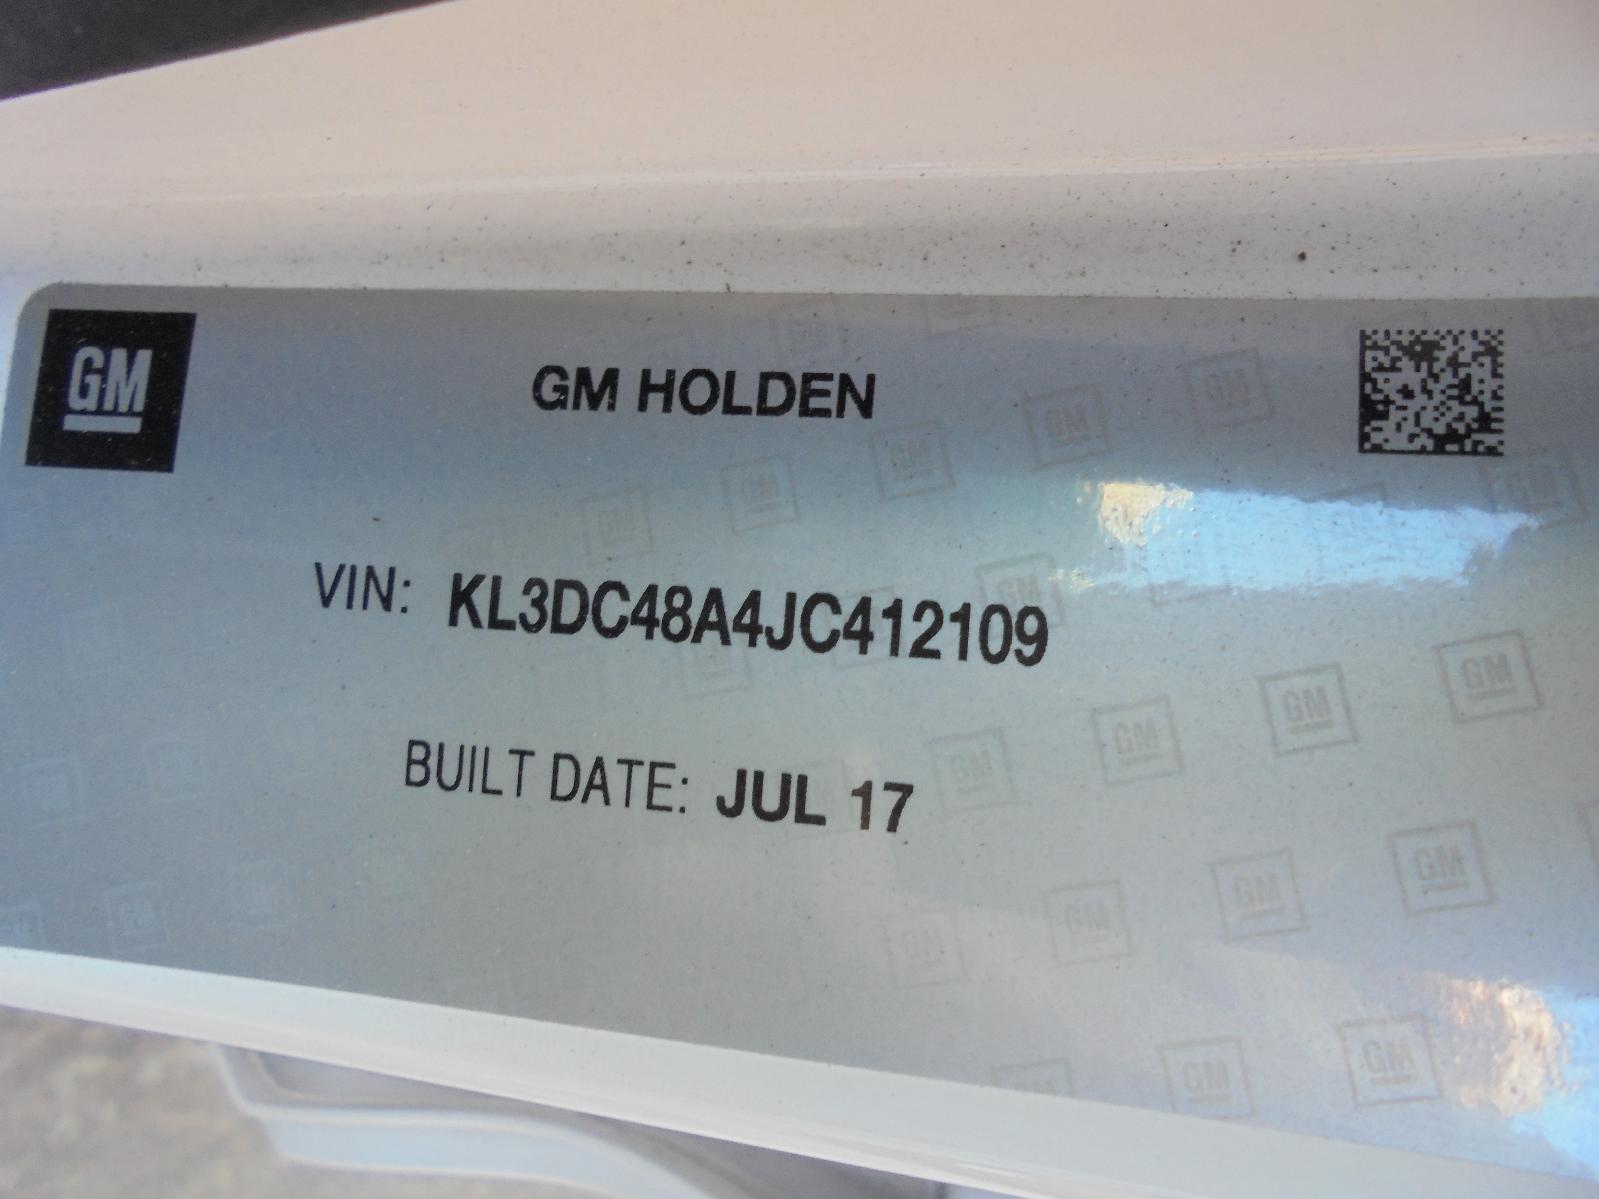 GM
GM HOLDEN
VIN: KL3DC48A4JC412109
BUILT DATE: JUL 17